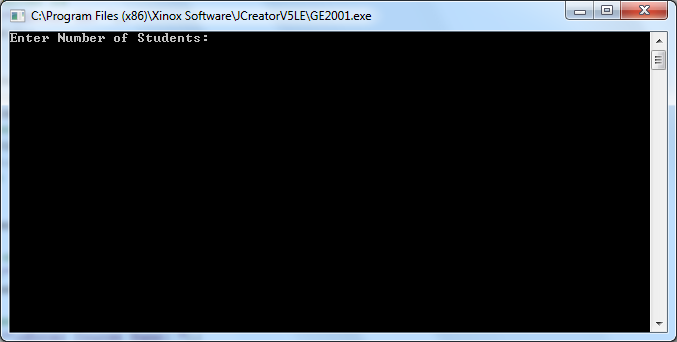 C:\Program Files (x86)\Xinox Software\JCreatorV5LE\GE2001.exe
Enter Number of Students: